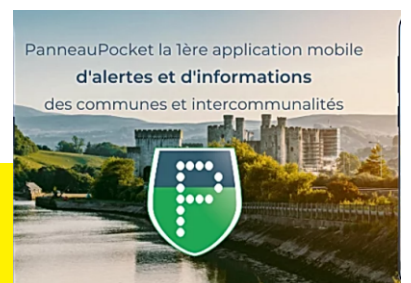 PanneauPocket la 1ère application mobile
d'alertes et d'informations
des communes et intercommunalités
P